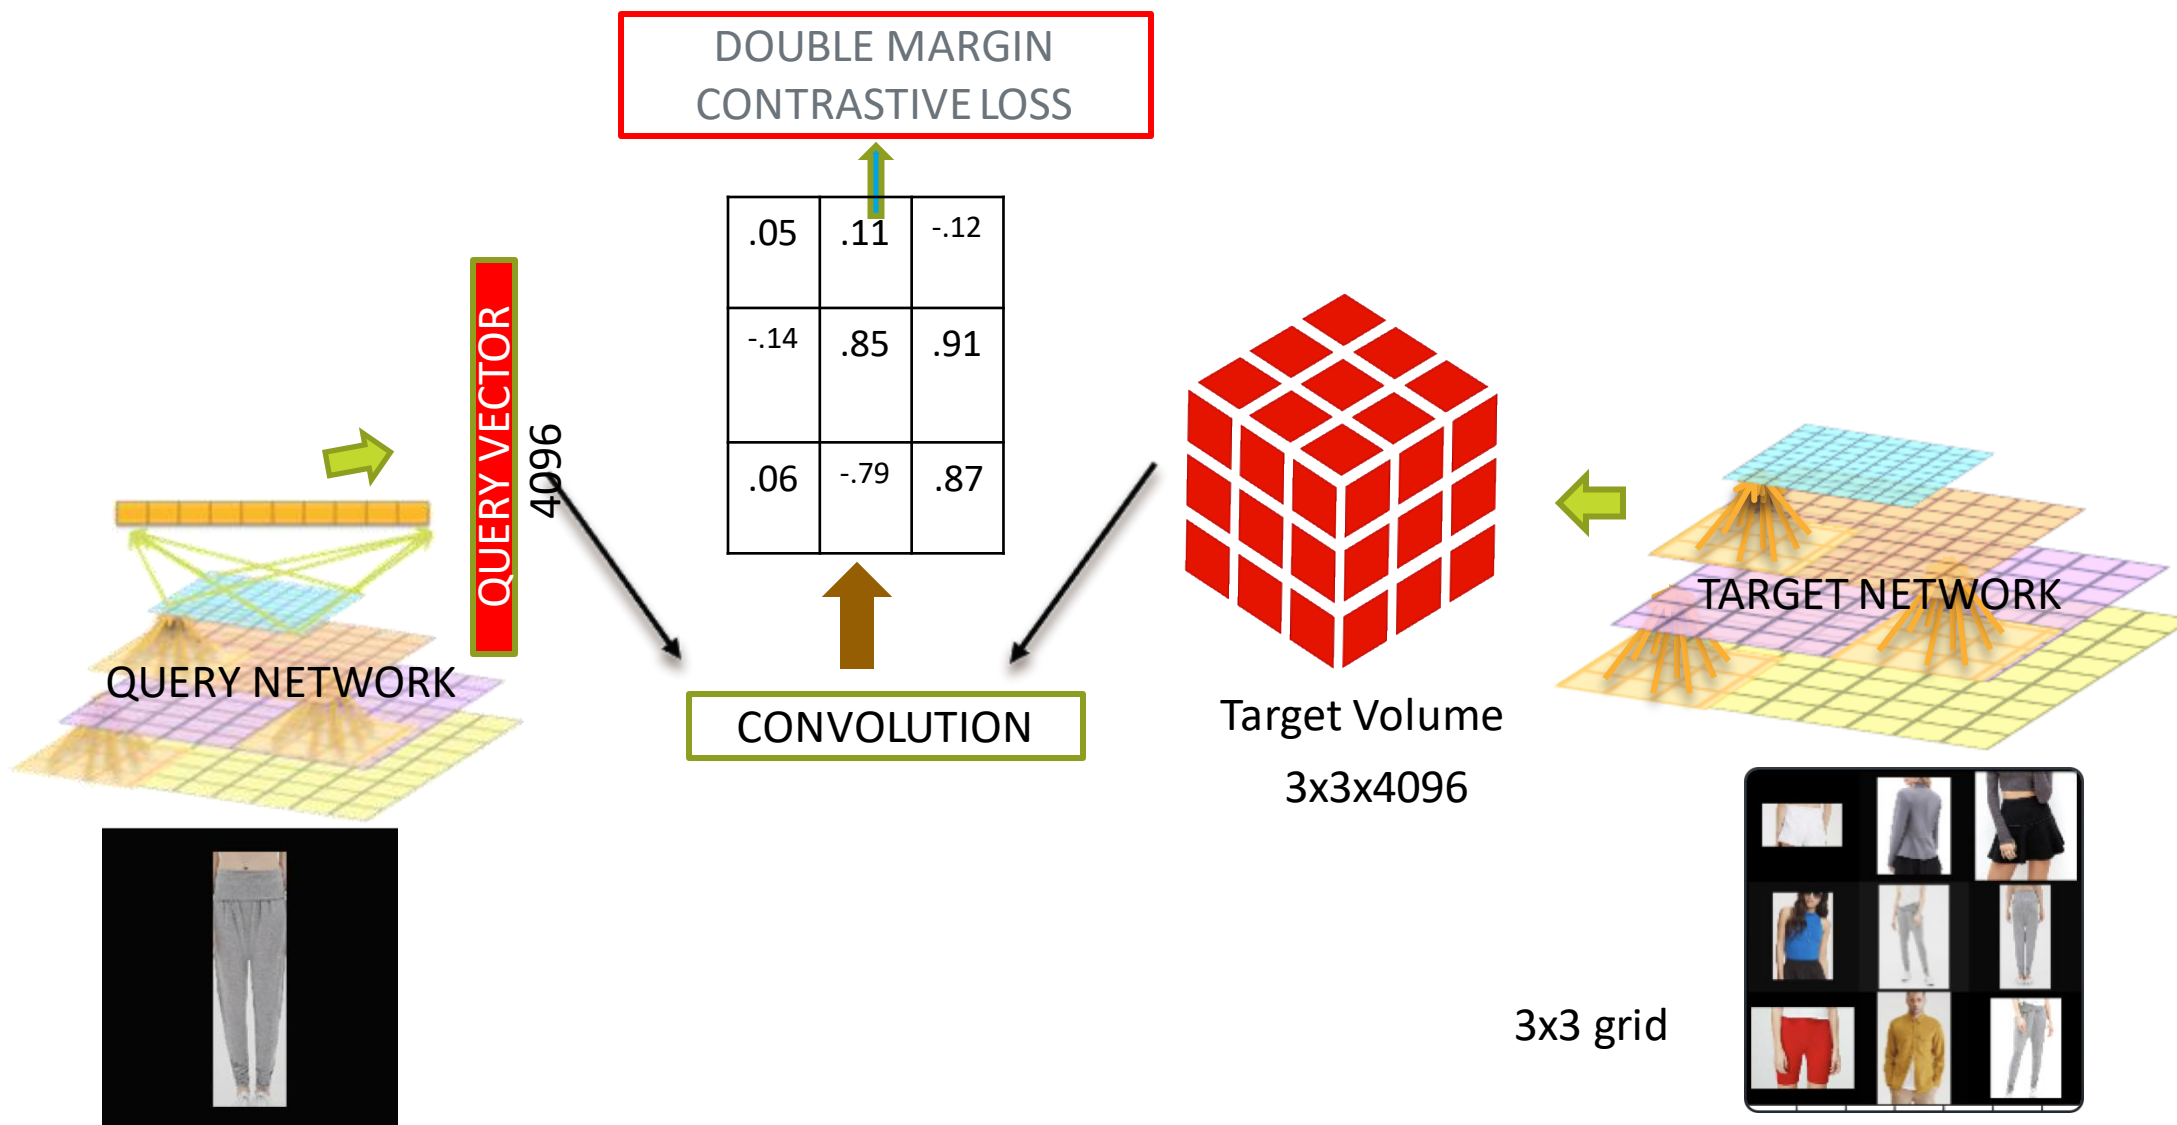 DOUBLE MARGIN
CONTRASTIVE LOSS
.05 .11 -.12
-.14 .85 .91
.06 -.79 .87
QUERY VECTOR
4096
QUERY NETWORK
CONVOLUTION
Target Volume
3x3x4096
TARGET NETWORK
3x3 grid